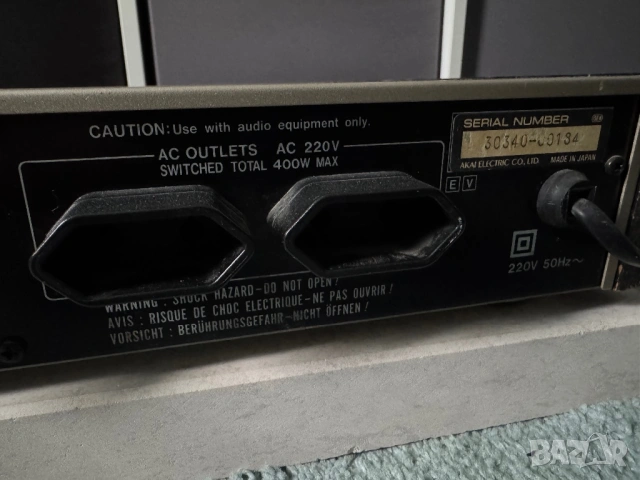 CAUTION: Use with audio equipment only.
AC OUTLETS AC 220V
SWITCHED TOTAL 400W MAX
SERIAL NUMBER
30340-00134
AKAI ELECTRIC CO., LTD. MADE IN JAPAN
E V
220V 50Hz～
WARNING : SHOCK HAZARD-DO NOT OPEN!
AVIS : RISQUE DE CHOC ELECTRIQUE-NE PAS OUVRIR !
VORSICHT : BERÜHRUNGSGEFAHR-NICHT ÖFFNEN !
BAZAR